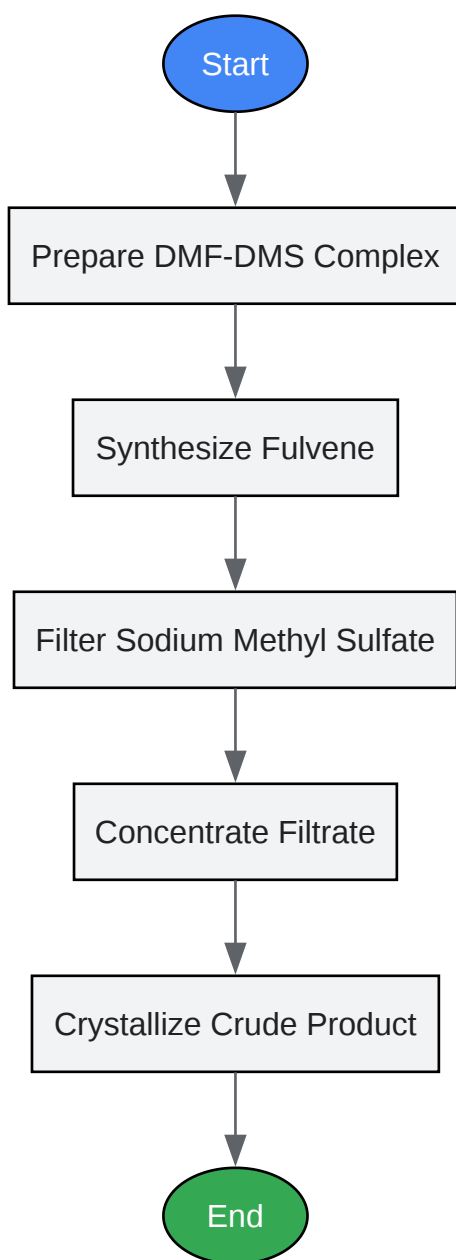 Start
Prepare DMF-DMS Complex
Synthesize Fulvene
Filter Sodium Methyl Sulfate
Concentrate Filtrate
Crystallize Crude Product
End